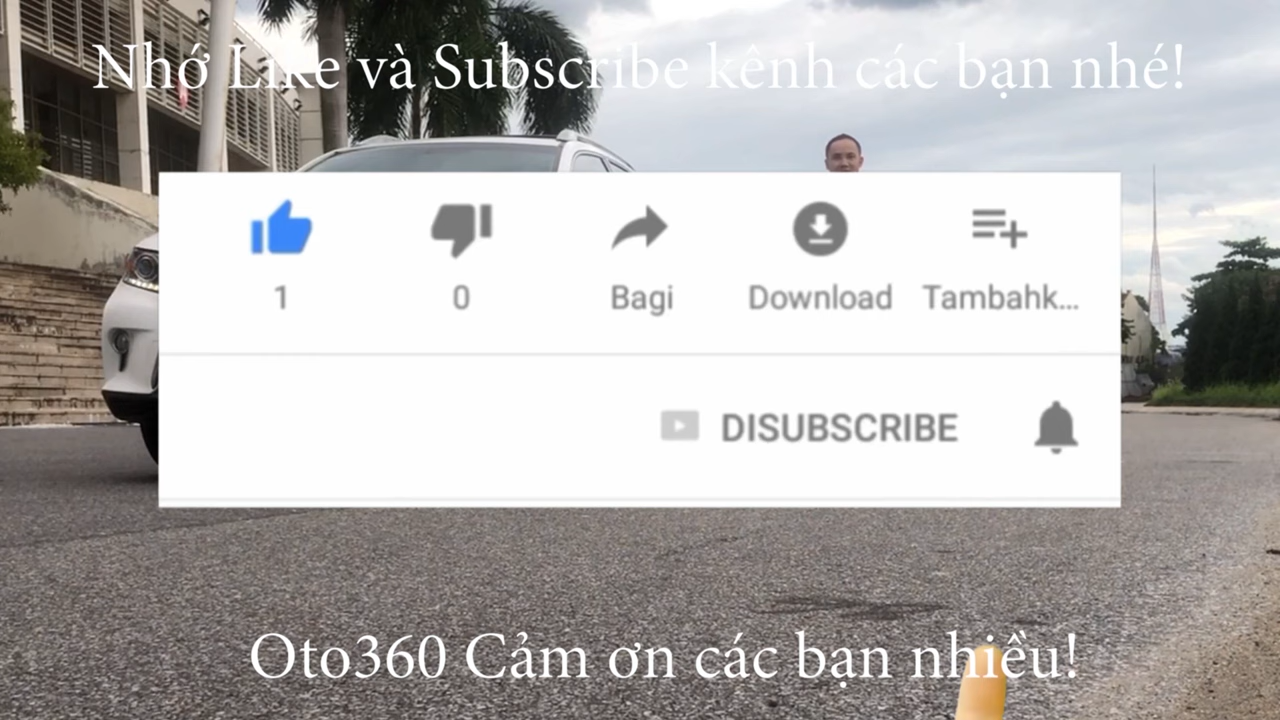 Nhớ Like và Subscribe kênh các bạn nhé!
1 0 Bagi Download Tambahk...
DISUBSCRIBE
Oto360 Cảm ơn các bạn nhiều!